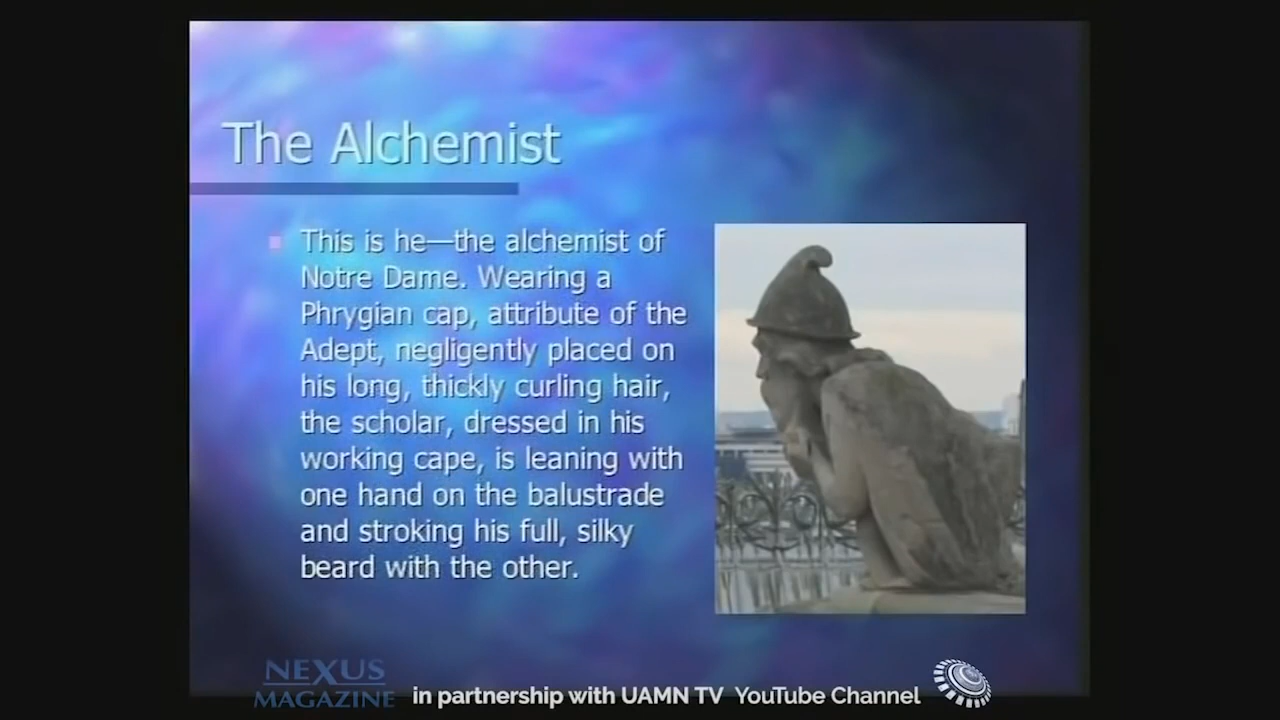 The Alchemist
This is he—the alchemist of
Notre Dame. Wearing a
Phrygian cap, attribute of the
Adept, negligently placed on
his long, thickly curling hair,
the scholar, dressed in his
working cape, is leaning with
one hand on the balustrade
and stroking his full, silky
beard with the other.
NEXUS
MAGAZINE
in partnership with UAMN TV YouTube Channel